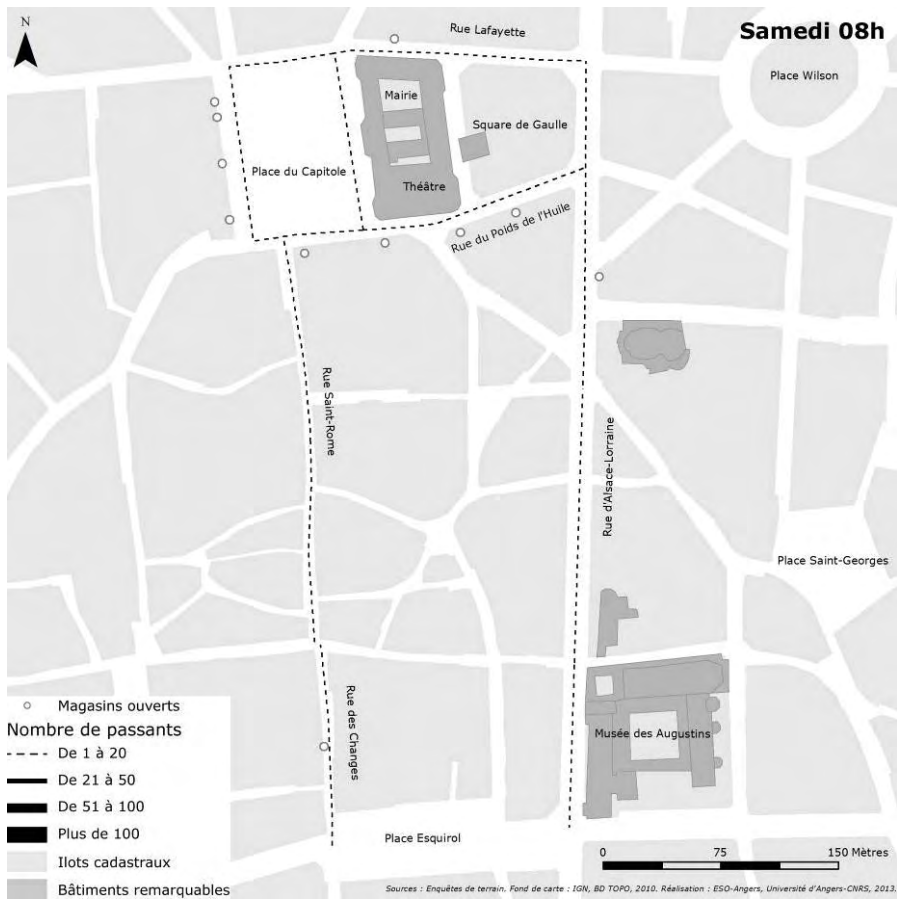 N
Samedi 08h
Rue Lafayette
Place Wilson
Mairie
Square de Gaulle
Place du Capitole
Théâtre
Rue du Poids de l'Huile
Rue Saint-Rome
Rue d'Alsace-Lorraine
Place Saint-Georges
Rue des Changes
Musée des Augustins
Place Esquirol
Magasins ouverts
Nombre de passants
De 1 à 20
De 21 à 50
De 51 à 100
Plus de 100
Ilots cadastraux
Bâtiments remarquables
0 75 150 Mètres
Sources : Enquêtes de terrain. Fond de carte : IGN, BD TOPO, 2010. Réalisation : ESO-Angers, Université d'Angers-CNRS, 2013.